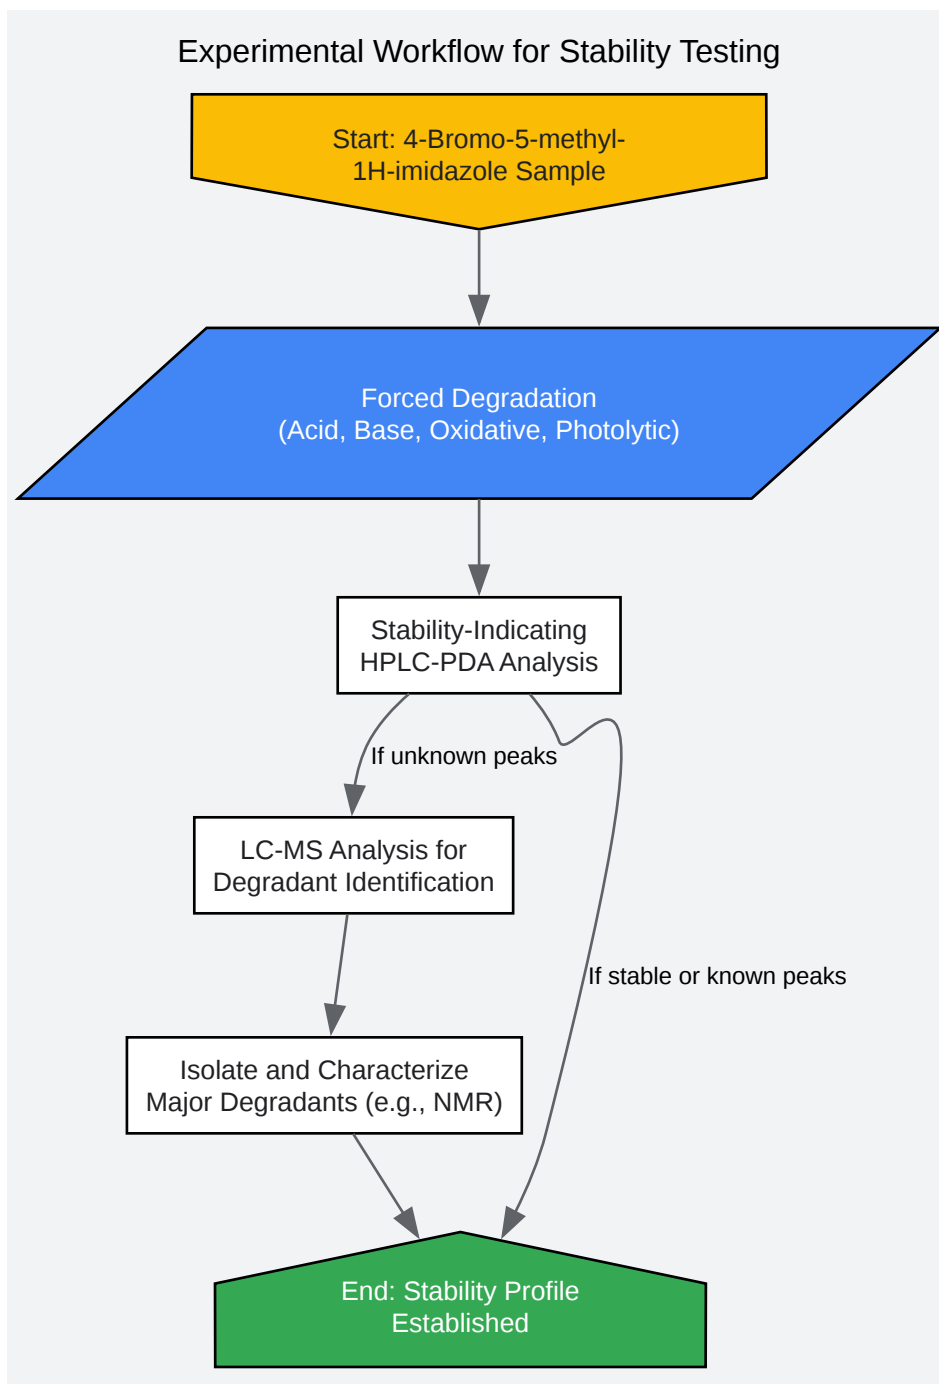 Experimental Workflow for Stability Testing
Start: 4-Bromo-5-methyl-
1H-imidazole Sample
Forced Degradation
(Acid, Base, Oxidative, Photolytic)
Stability-Indicating
HPLC-PDA Analysis
If unknown peaks
LC-MS Analysis for
Degradant Identification
If stable or known peaks
Isolate and Characterize
Major Degradants (e.g., NMR)
End: Stability Profile
Established